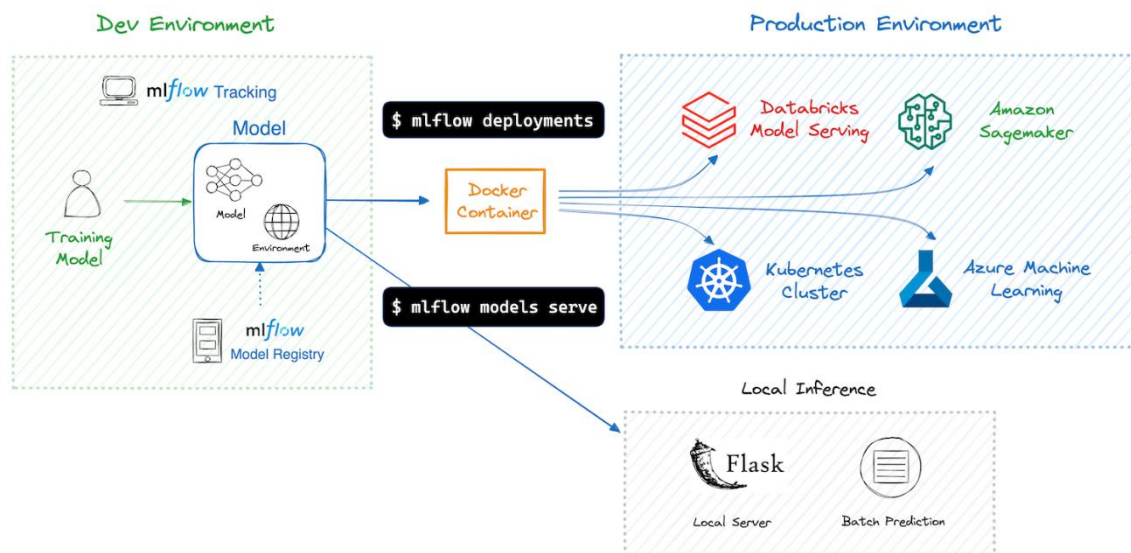 Dev Environment
Production Environment
mlflow Tracking
Model
Model
Environment
Training
Model
mlflow
Model Registry
$ mlflow deployments
Docker
Container
$ mlflow models serve
Databricks
Model Serving
Amazon
Sagemaker
Kubernetes
Cluster
Azure Machine
Learning
Local Inference
Flask
Local Server
Batch Prediction